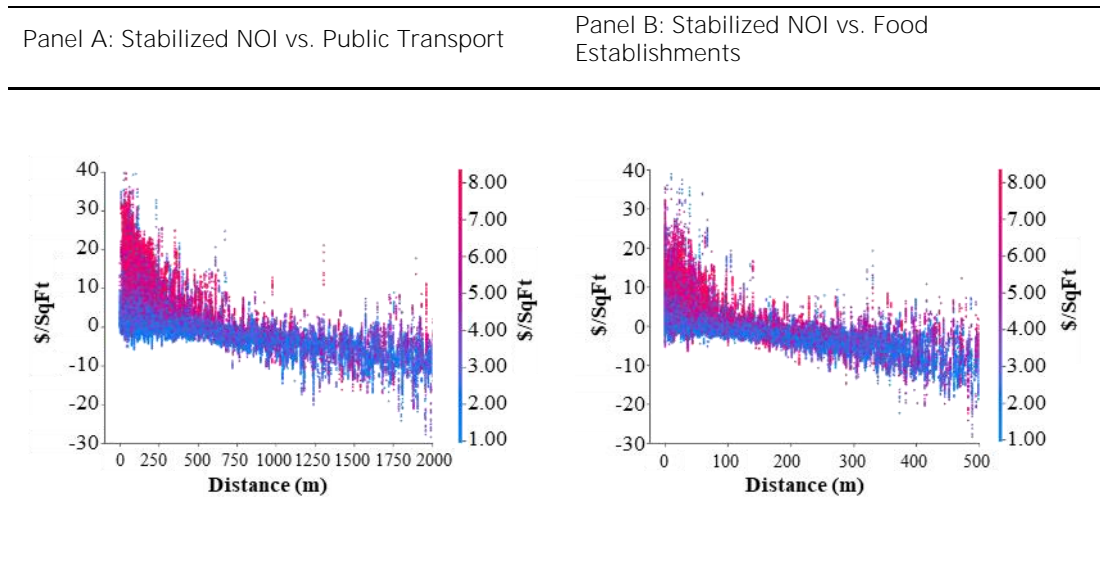 Panel A: Stabilized NOI vs. Public Transport
Panel B: Stabilized NOI vs. Food
Establishments
40
30
20
10
0
-10
-20
-30
$/SqFt
0 250 500 750 1000 1250 1500 1750 2000
Distance (m)
8.00
7.00
6.00
5.00
4.00
3.00
2.00
1.00
$/SqFt
40
30
20
10
0
-10
-20
-30
$/SqFt
0 100 200 300 400 500
Distance (m)
8.00
7.00
6.00
5.00
4.00
3.00
2.00
1.00
$/SqFt